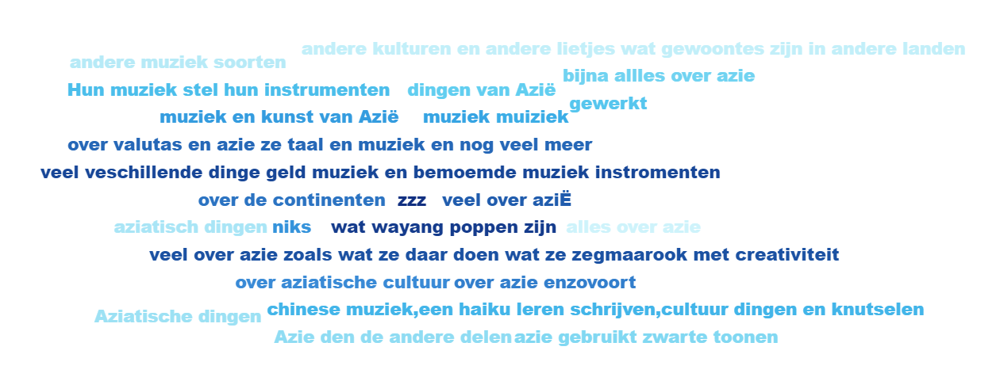 andere kulturen en andere lietjes wat gewoontes zijn in andere landen
andere muziek soorten
bijna allles over azie
Hun muziek stel hun instrumenten dingen van Azië
gewerkt
muziek en kunst van Azië muziek muiziek
over valutas en azie ze taal en muziek en nog veel meer
veel veschillende dinge geld muziek en bemoemde muziek instromenten
over de continenten zzz veel over aziË
aziatisch dingen niks wat wayang poppen zijn alles over azie
veel over azie zoals wat ze daar doen wat ze zegmaarook met creativiteit
over aziatische cultuur over azie enzovoort
chinese muziek,een haiku leren schrijven,cultuur dingen en knutselen
Aziatische dingen
Azie den de andere delen azie gebruikt zwarte toonen